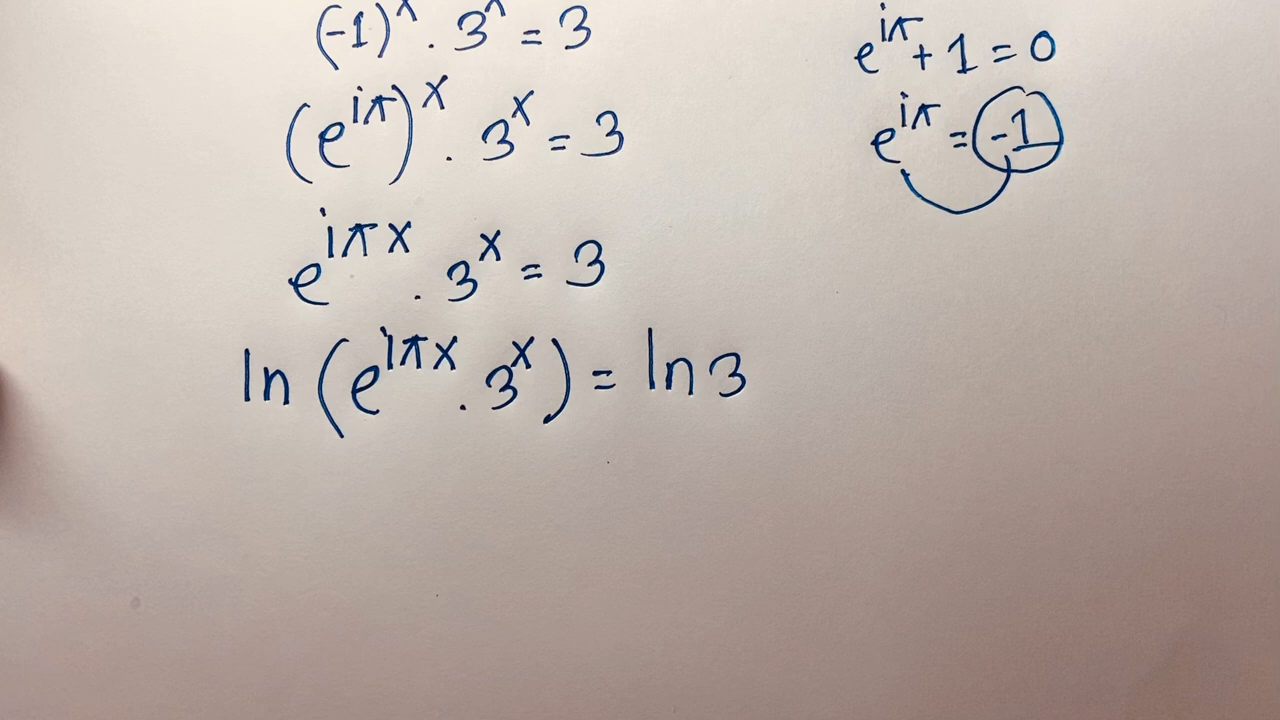 (-1)^x . 3^x = 3
(e^{iπ})^x . 3^x = 3
e^{iπx} . 3^x = 3
ln (e^{iπx} . 3^x) = ln 3
e^{iπ} + 1 = 0
e^{iπ} = -1